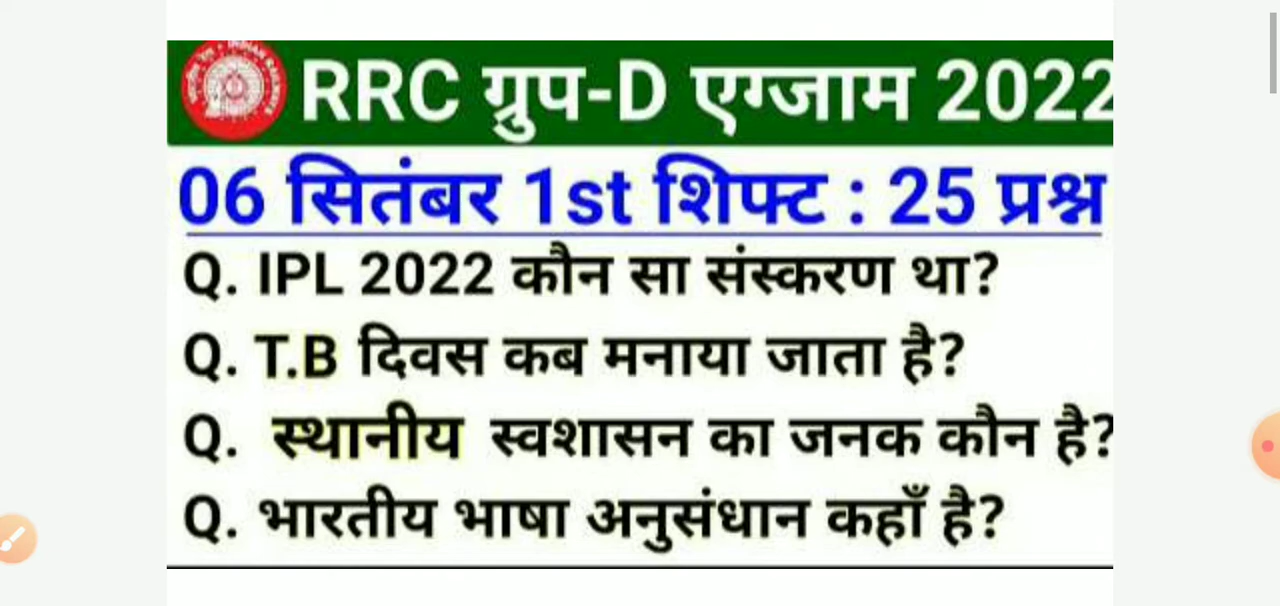 RRC ग्रुप-D एग्जाम 2022
06 सितंबर 1st शिफ्ट : 25 प्रश्न
Q. IPL 2022 कौन सा संस्करण था?
Q. T.B दिवस कब मनाया जाता है?
Q. स्थानीय स्वशासन का जनक कौन है?
Q. भारतीय भाषा अनुसंधान कहाँ है?